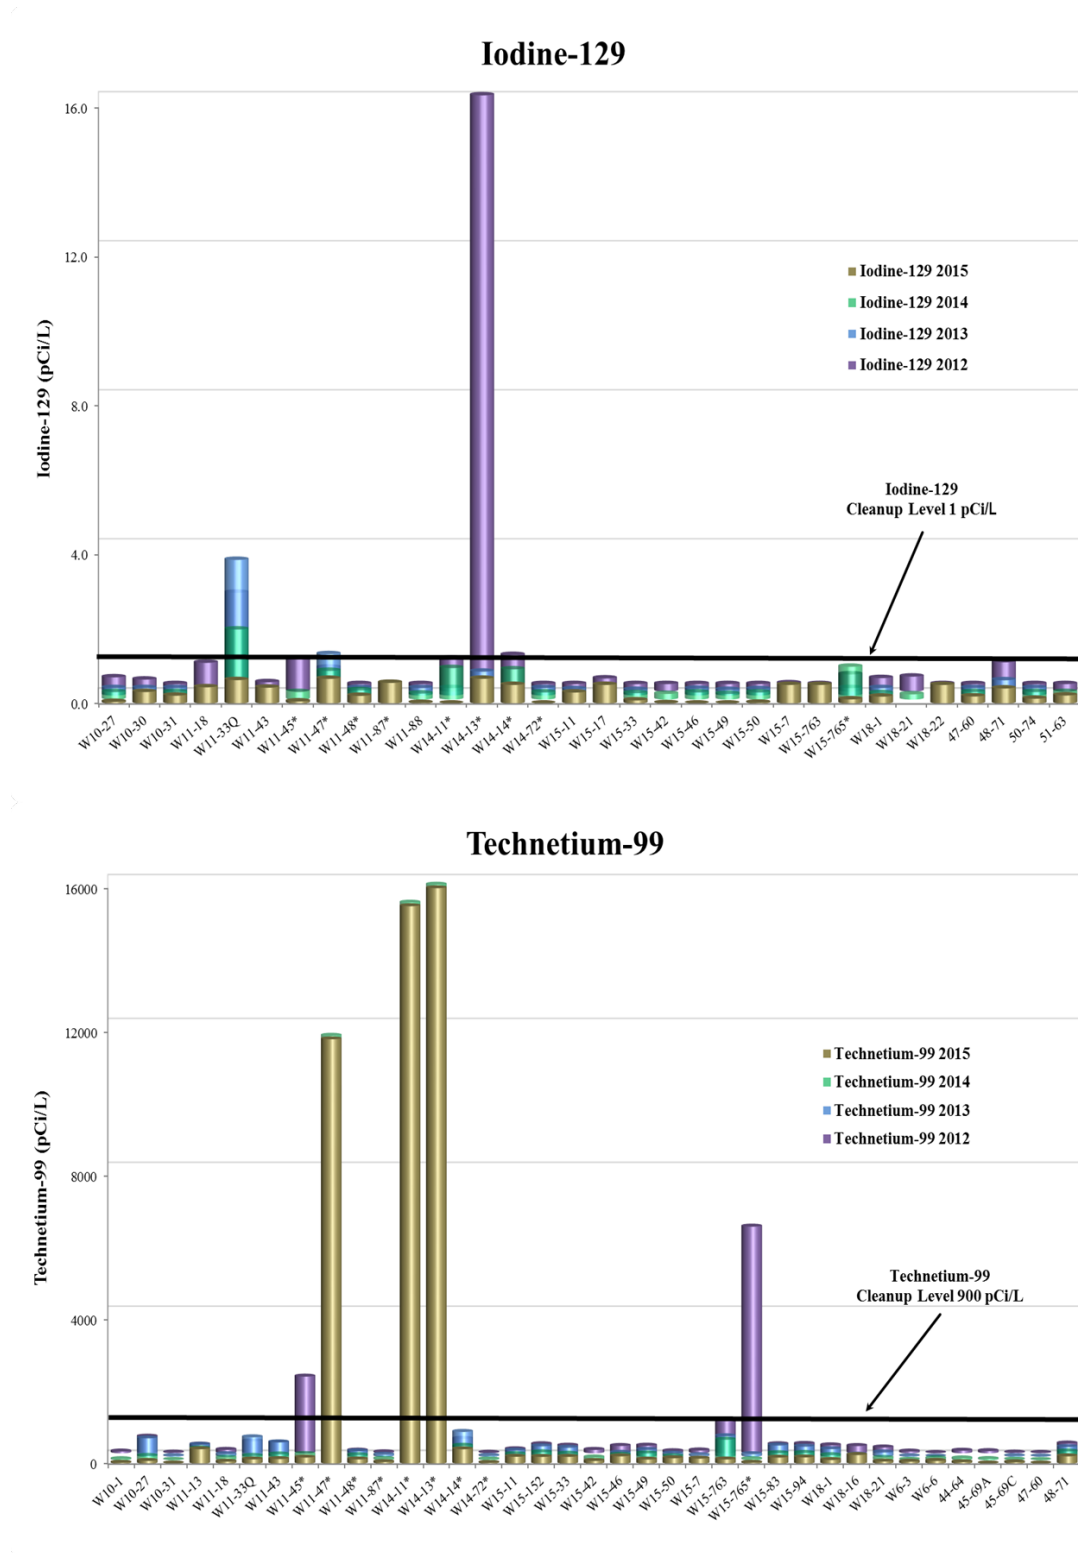 Iodine-129
16.0
12.0
8.0
4.0
0.0
Iodine-129 (pCi/L)
Iodine-129 2015
Iodine-129 2014
Iodine-129 2013
Iodine-129 2012
Iodine-129
Cleanup Level 1 pCi/L
W10-27
W10-30
W10-31
W11-18
W11-33Q
W11-43
W11-45*
W11-47*
W11-48*
W11-87*
W11-88
W14-11*
W14-13*
W14-14*
W14-72*
W15-11
W15-17
W15-33
W15-42
W15-46
W15-49
W15-50
W15-7
W15-763
W15-765*
W18-1
W18-21
W18-22
47-60
48-71
50-74
51-63
Technetium-99
16000
12000
8000
4000
0
Technetium-99 (pCi/L)
Technetium-99 2015
Technetium-99 2014
Technetium-99 2013
Technetium-99 2012
Technetium-99
Cleanup Level 900 pCi/L
W10-1
W10-27
W10-31
W11-13
W11-18
W11-33Q
W11-43
W11-45*
W11-47*
W11-48*
W11-87*
W14-11*
W14-13*
W14-14*
W14-72*
W15-11
W15-152
W15-33
W15-42
W15-46
W15-49
W15-50
W15-7
W15-763
W15-765*
W15-83
W15-94
W18-1
W18-16
W18-21
W6-3
W6-6
44-64
45-69A
45-69C
47-60
48-71